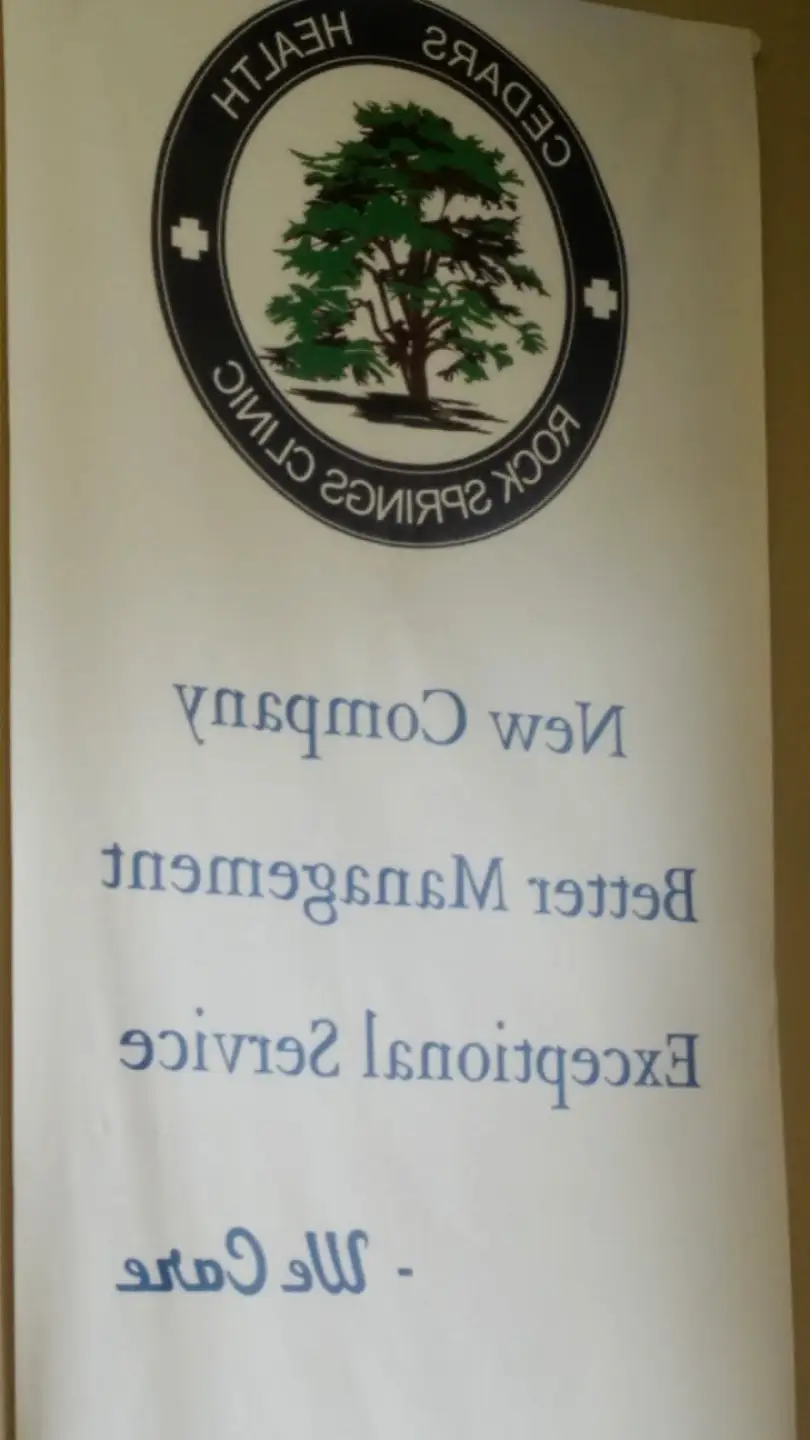 CEDARS HEALTH
ROCK SPRINGS CLINIC
New Company
Better Management
Exceptional Service
- We Care